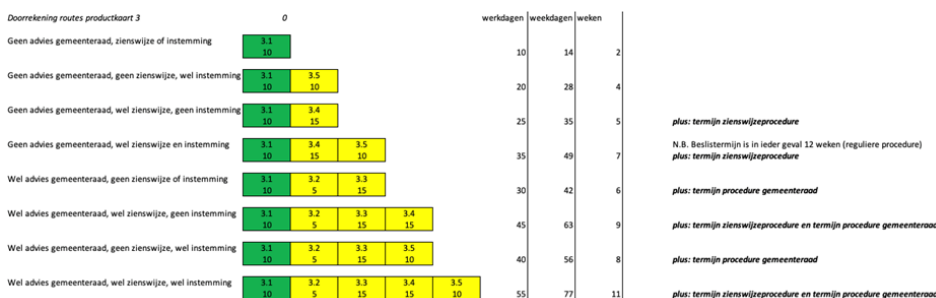 Doorrekening routes productkaart 3 0 werkdagen weekdagen weken
Geen advies gemeenteraad, zienswijze of instemming 3.1
10 10 14 2
Geen advies gemeenteraad, geen zienswijze, wel instemming 3.1 3.5
10 10 20 28 4
Geen advies gemeenteraad, wel zienswijze, geen instemming 3.1 3.4
10 15 25 35 5 plus: termijn zienswijzeprocedure
Geen advies gemeenteraad, wel zienswijze en instemming 3.1 3.4 3.5 N.B. Beslistermijn is in ieder geval 12 weken (reguliere procedure)
10 15 10 35 49 7 plus: termijn zienswijzeprocedure
Wel advies gemeenteraad, geen zienswijze of instemming 3.1 3.2 3.3
10 5 15 30 42 6 plus: termijn procedure gemeenteraad
Wel advies gemeenteraad, wel zienswijze, geen instemming 3.1 3.2 3.3 3.4
10 5 15 15 45 63 9 plus: termijn zienswijzeprocedure en termijn procedure gemeenteraad
Wel advies gemeenteraad, geen zienswijze, wel instemming 3.1 3.2 3.3 3.5
10 5 15 10 40 56 8 plus: termijn procedure gemeenteraad
Wel advies gemeenteraad, wel zienswijze, wel instemming 3.1 3.2 3.3 3.4 3.5
10 5 15 15 10 55 77 11 plus: termijn zienswijzeprocedure en termijn procedure gemeenteraad